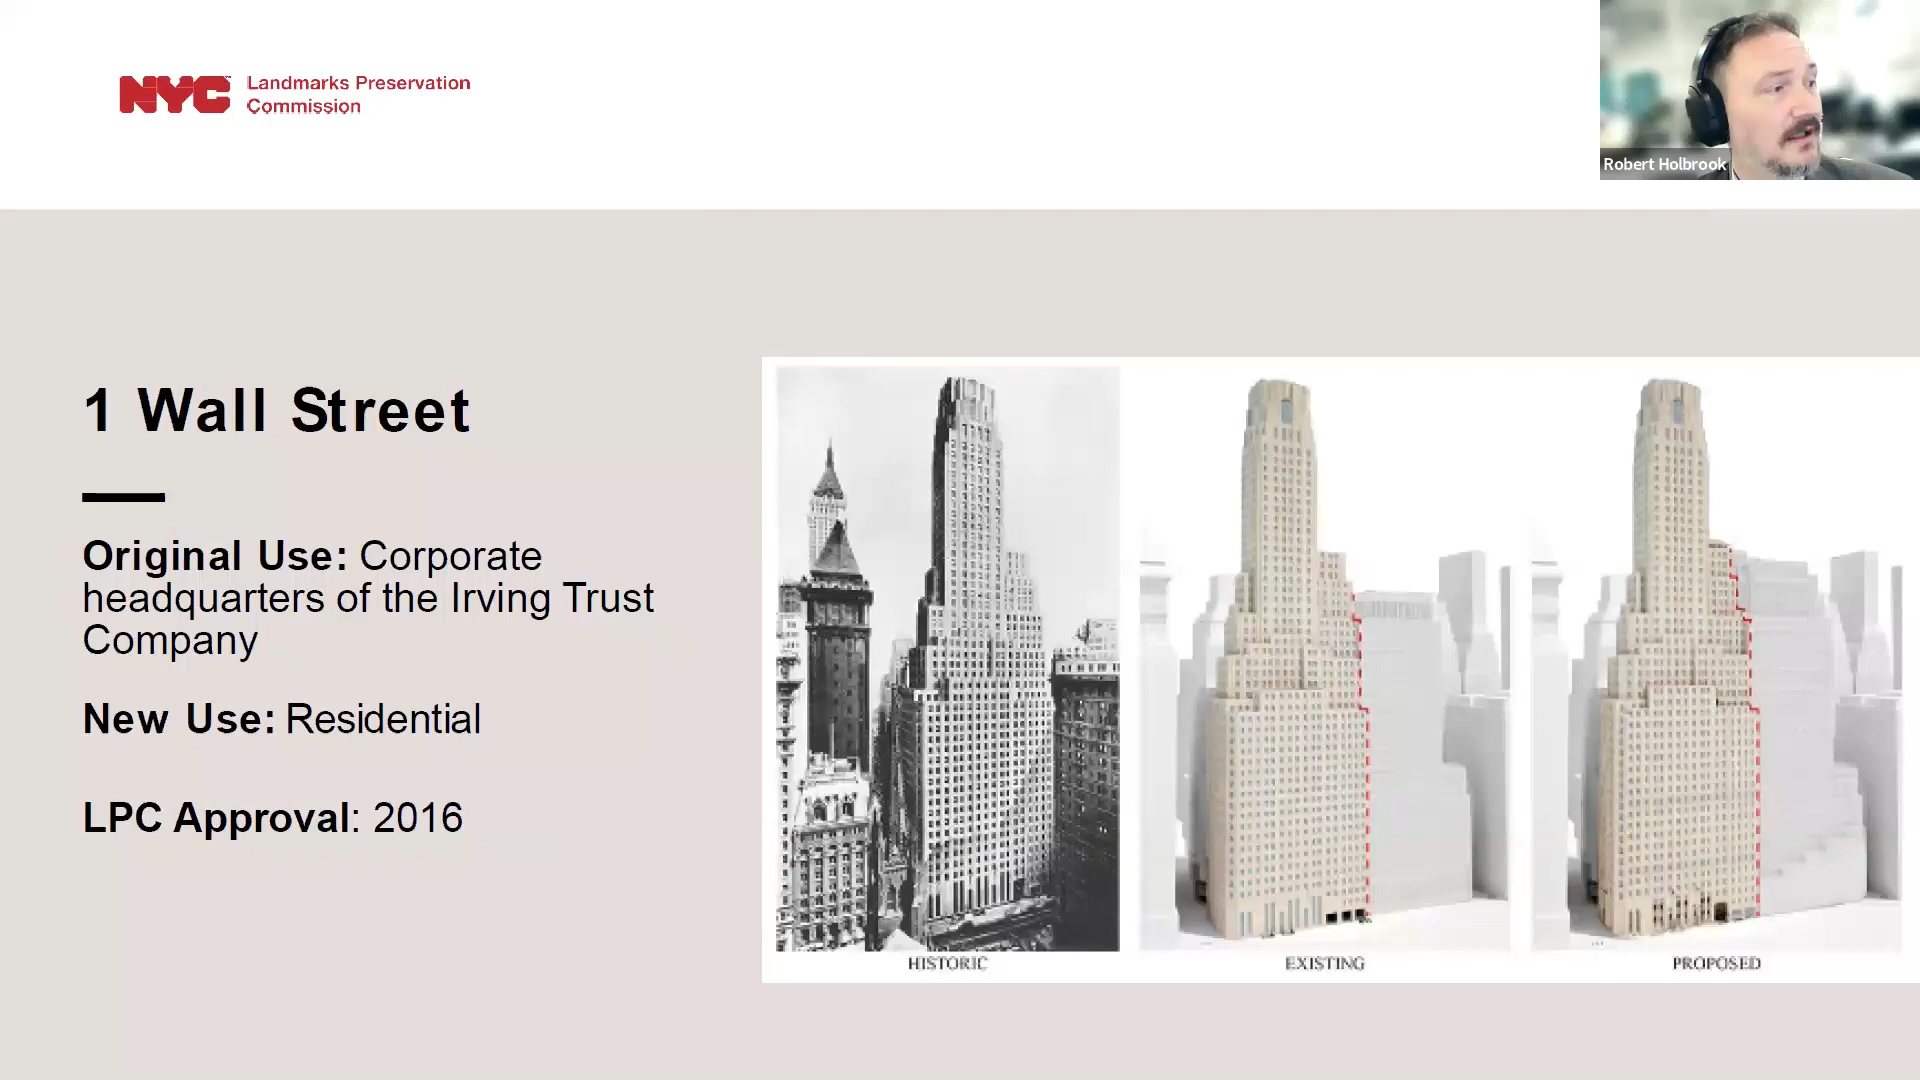 NYC Landmarks Preservation
Commission
Robert Holbrook
1 Wall Street
Original Use: Corporate
headquarters of the Irving Trust
Company
New Use: Residential
LPC Approval: 2016
HISTORIC
EXISTING
PROPOSED